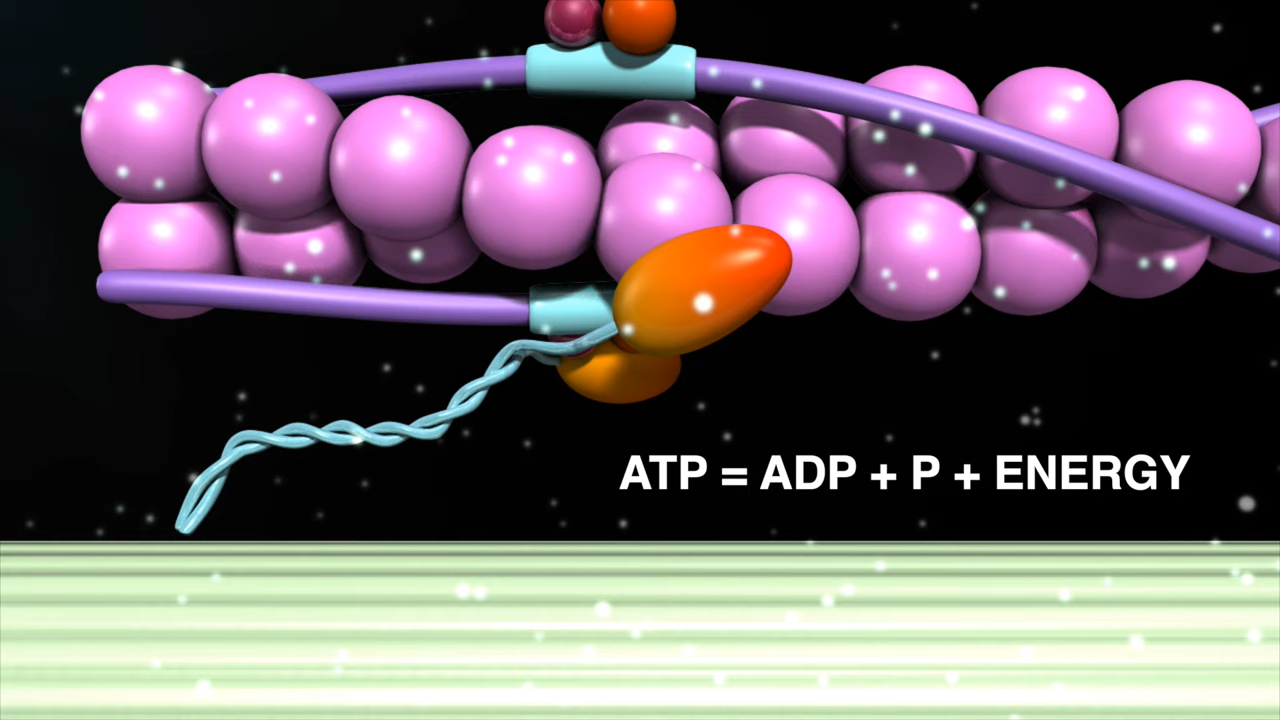 ATP = ADP + P + ENERGY